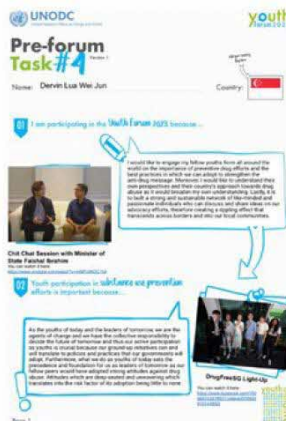 UNODC
youth
forum 2023
Pre-forum
Task #4
Name: Dervin Lua Wei Jun
Country:
01 I am participating in the Youth Forum 2023 because...
I would like to engage my fellow youths from all around the
world on the importance of preventive drug efforts and the
best practices in which we can adopt to strengthen the
anti-drug message. Moreover, I would like to understand their
own perspectives and their country's approach towards drug
abuse as it would broaden my own understanding. Lastly, it is
to built a strong and sustainable network of like-minded and
passionate individuals who can discuss and share ideas on our
advocacy efforts, therefore creating a rippling effect that
transcends across borders and into our local communities.
Chit Chat Session with Minister of
State Faishal Ibrahim
You can watch it here:
02 Youth participation in substance use prevention
efforts is important because...
As the youths of today and the leaders of tomorrow, we are the
agents of change and we have the collective responsibility to
decide the future of tomorrow and thus our active participation
as youths is crucial because our ground-up initiatives can and
will translate to policies and practices that our governments will
adopt. Furthermore, what we do as youths of today sets the
precedence and foundation for us as leaders of tomorrow as our
fellow peers would have adopted strong attitudes against drug
abuse. Attitudes which are deep-seated and unwavering which
translates into the risk factor of its adoption being little to none
DrugFreeSG Light-Up
You can watch it here: